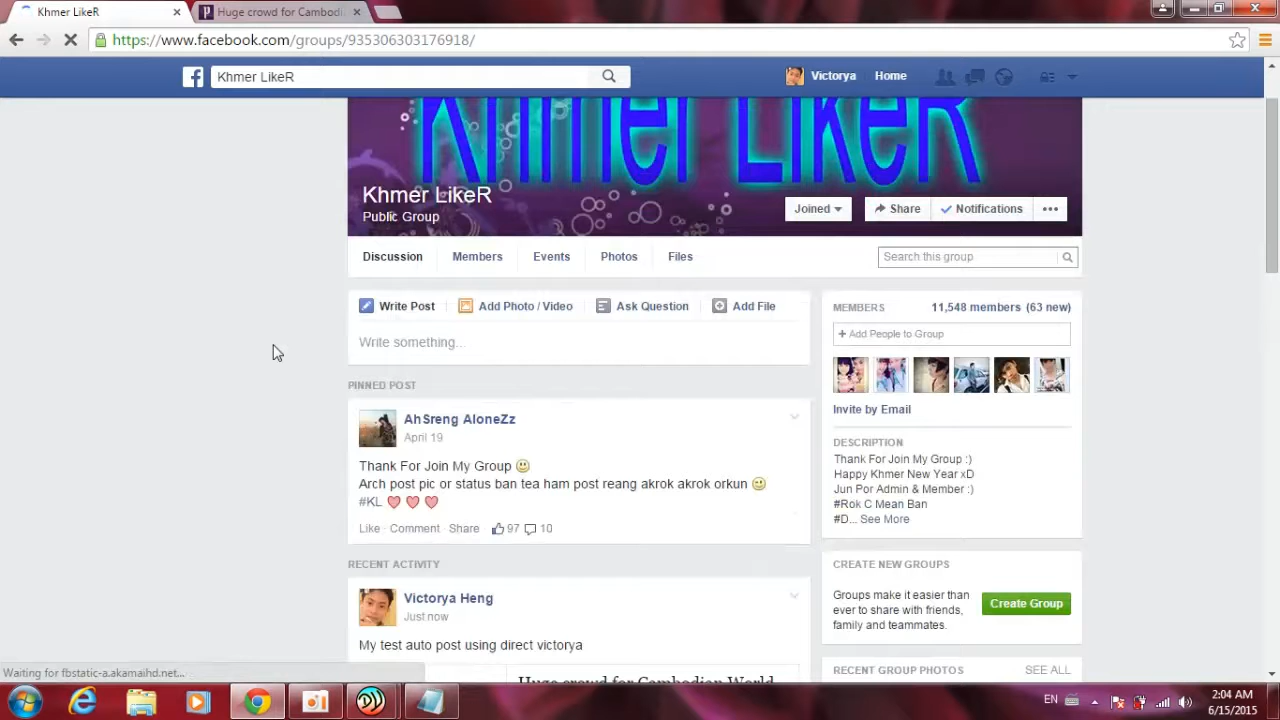 Khmer LikeR
Huge crowd for Cambodi
https://www.facebook.com/groups/935306303176918/
Khmer LikeR
Victorya
Home
Khmer LikeR
Khmer LikeR
Public Group
Joined
Share
Notifications
Discussion
Members
Events
Photos
Files
Search this group
Write Post
Add Photo / Video
Ask Question
Add File
Write something...
MEMBERS
11,548 members (63 new)
+ Add People to Group
Invite by Email
DESCRIPTION
Thank For Join My Group :)
Happy Khmer New Year xD
Jun Por Admin & Member :)
#Rok C Mean Ban
#D... See More
PINNED POST
AhSreng AloneZz
April 19
Thank For Join My Group
Arch post pic or status ban tea ham post reang akrok akrok orkun
#KL
Like · Comment · Share
97
10
CREATE NEW GROUPS
Groups make it easier than
ever to share with friends,
family and teammates.
Create Group
RECENT ACTIVITY
Victorya Heng
Just now
My test auto post using direct victorya
Huge crowd for Cambodian World
RECENT GROUP PHOTOS
SEE ALL
Waiting for fbstatic-a.akamaihd.net...
EN
2:04 AM
6/15/2015